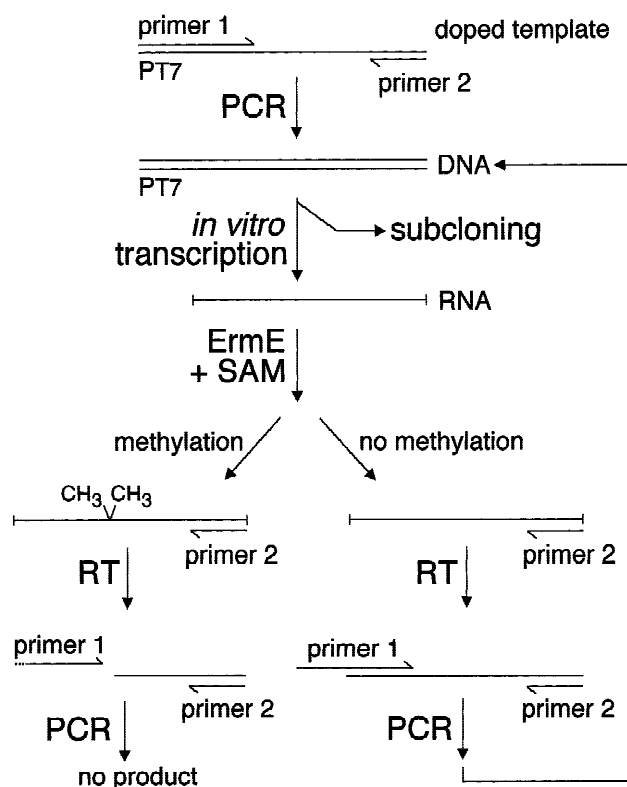 primer 1
doped template
PT7
primer 2
PCR
DNA
PT7
in vitro
transcription
subcloning
RNA
ErmE
+ SAM
methylation
no methylation
CH3 CH3
primer 2
primer 2
RT
RT
primer 1
primer 1
primer 2
primer 2
PCR
PCR
no product